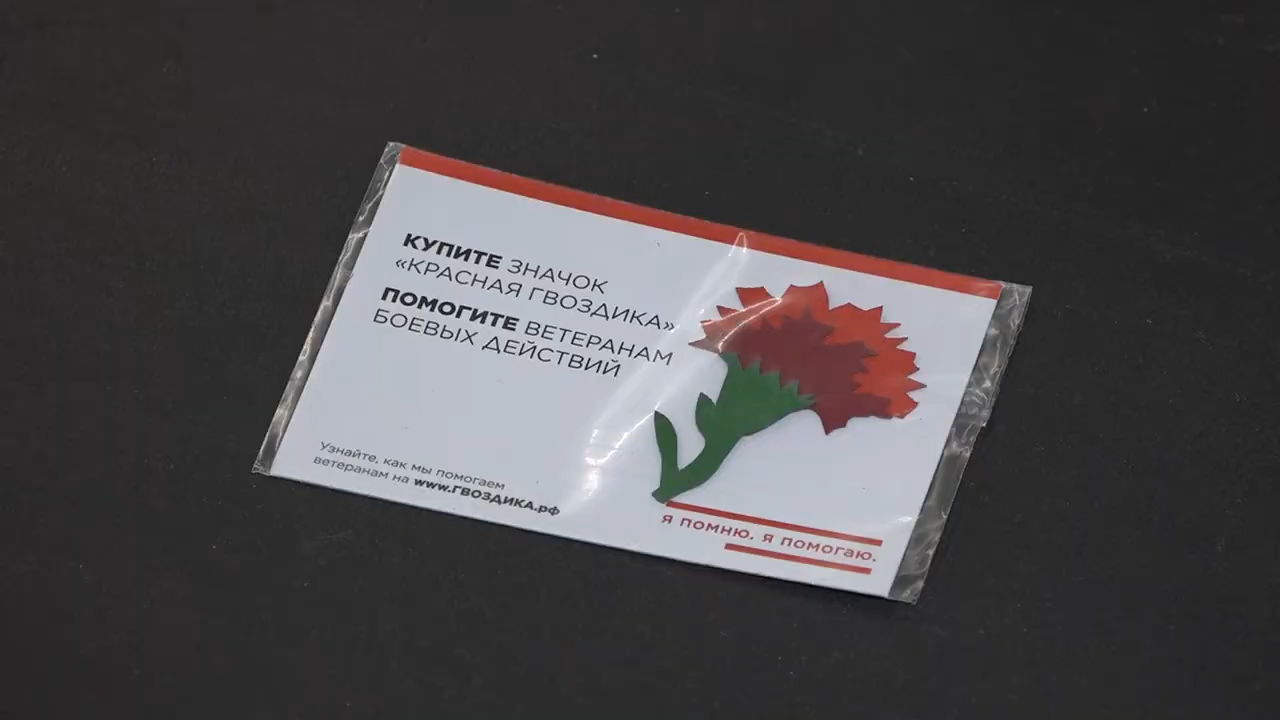 КУПИТЕ ЗНАЧОК
«КРАСНАЯ ГВОЗДИКА»
ПОМОГИТЕ ВЕТЕРАНАМ
БОЕВЫХ ДЕЙСТВИЙ
Узнайте, как мы помогаем
ветеранам на www.ГВОЗДИКА.рф
я помню. я помогаю.